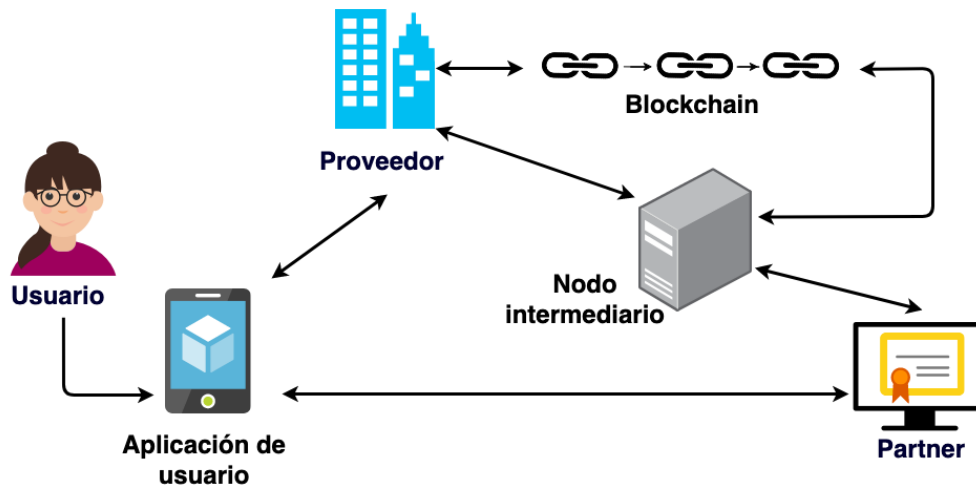 Blockchain
Proveedor
Usuario
Nodo
intermediario
Aplicación de
usuario
Partner